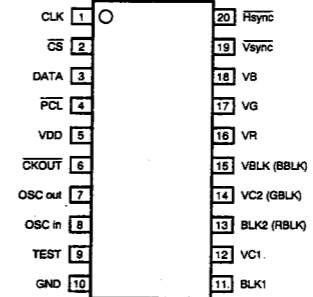 CLK 1 20 Hsync
CS 2 19 Vsync
DATA 3 18 VB
PCL 4 17 VG
VDD 5 16 VR
CKOUT 6 15 VBLK (BBLK)
OSC out 7 14 VC2 (GBLK)
OSC in 8 13 BLK2 (RBLK)
TEST 9 12 VC1
GND 10 11 BLK1